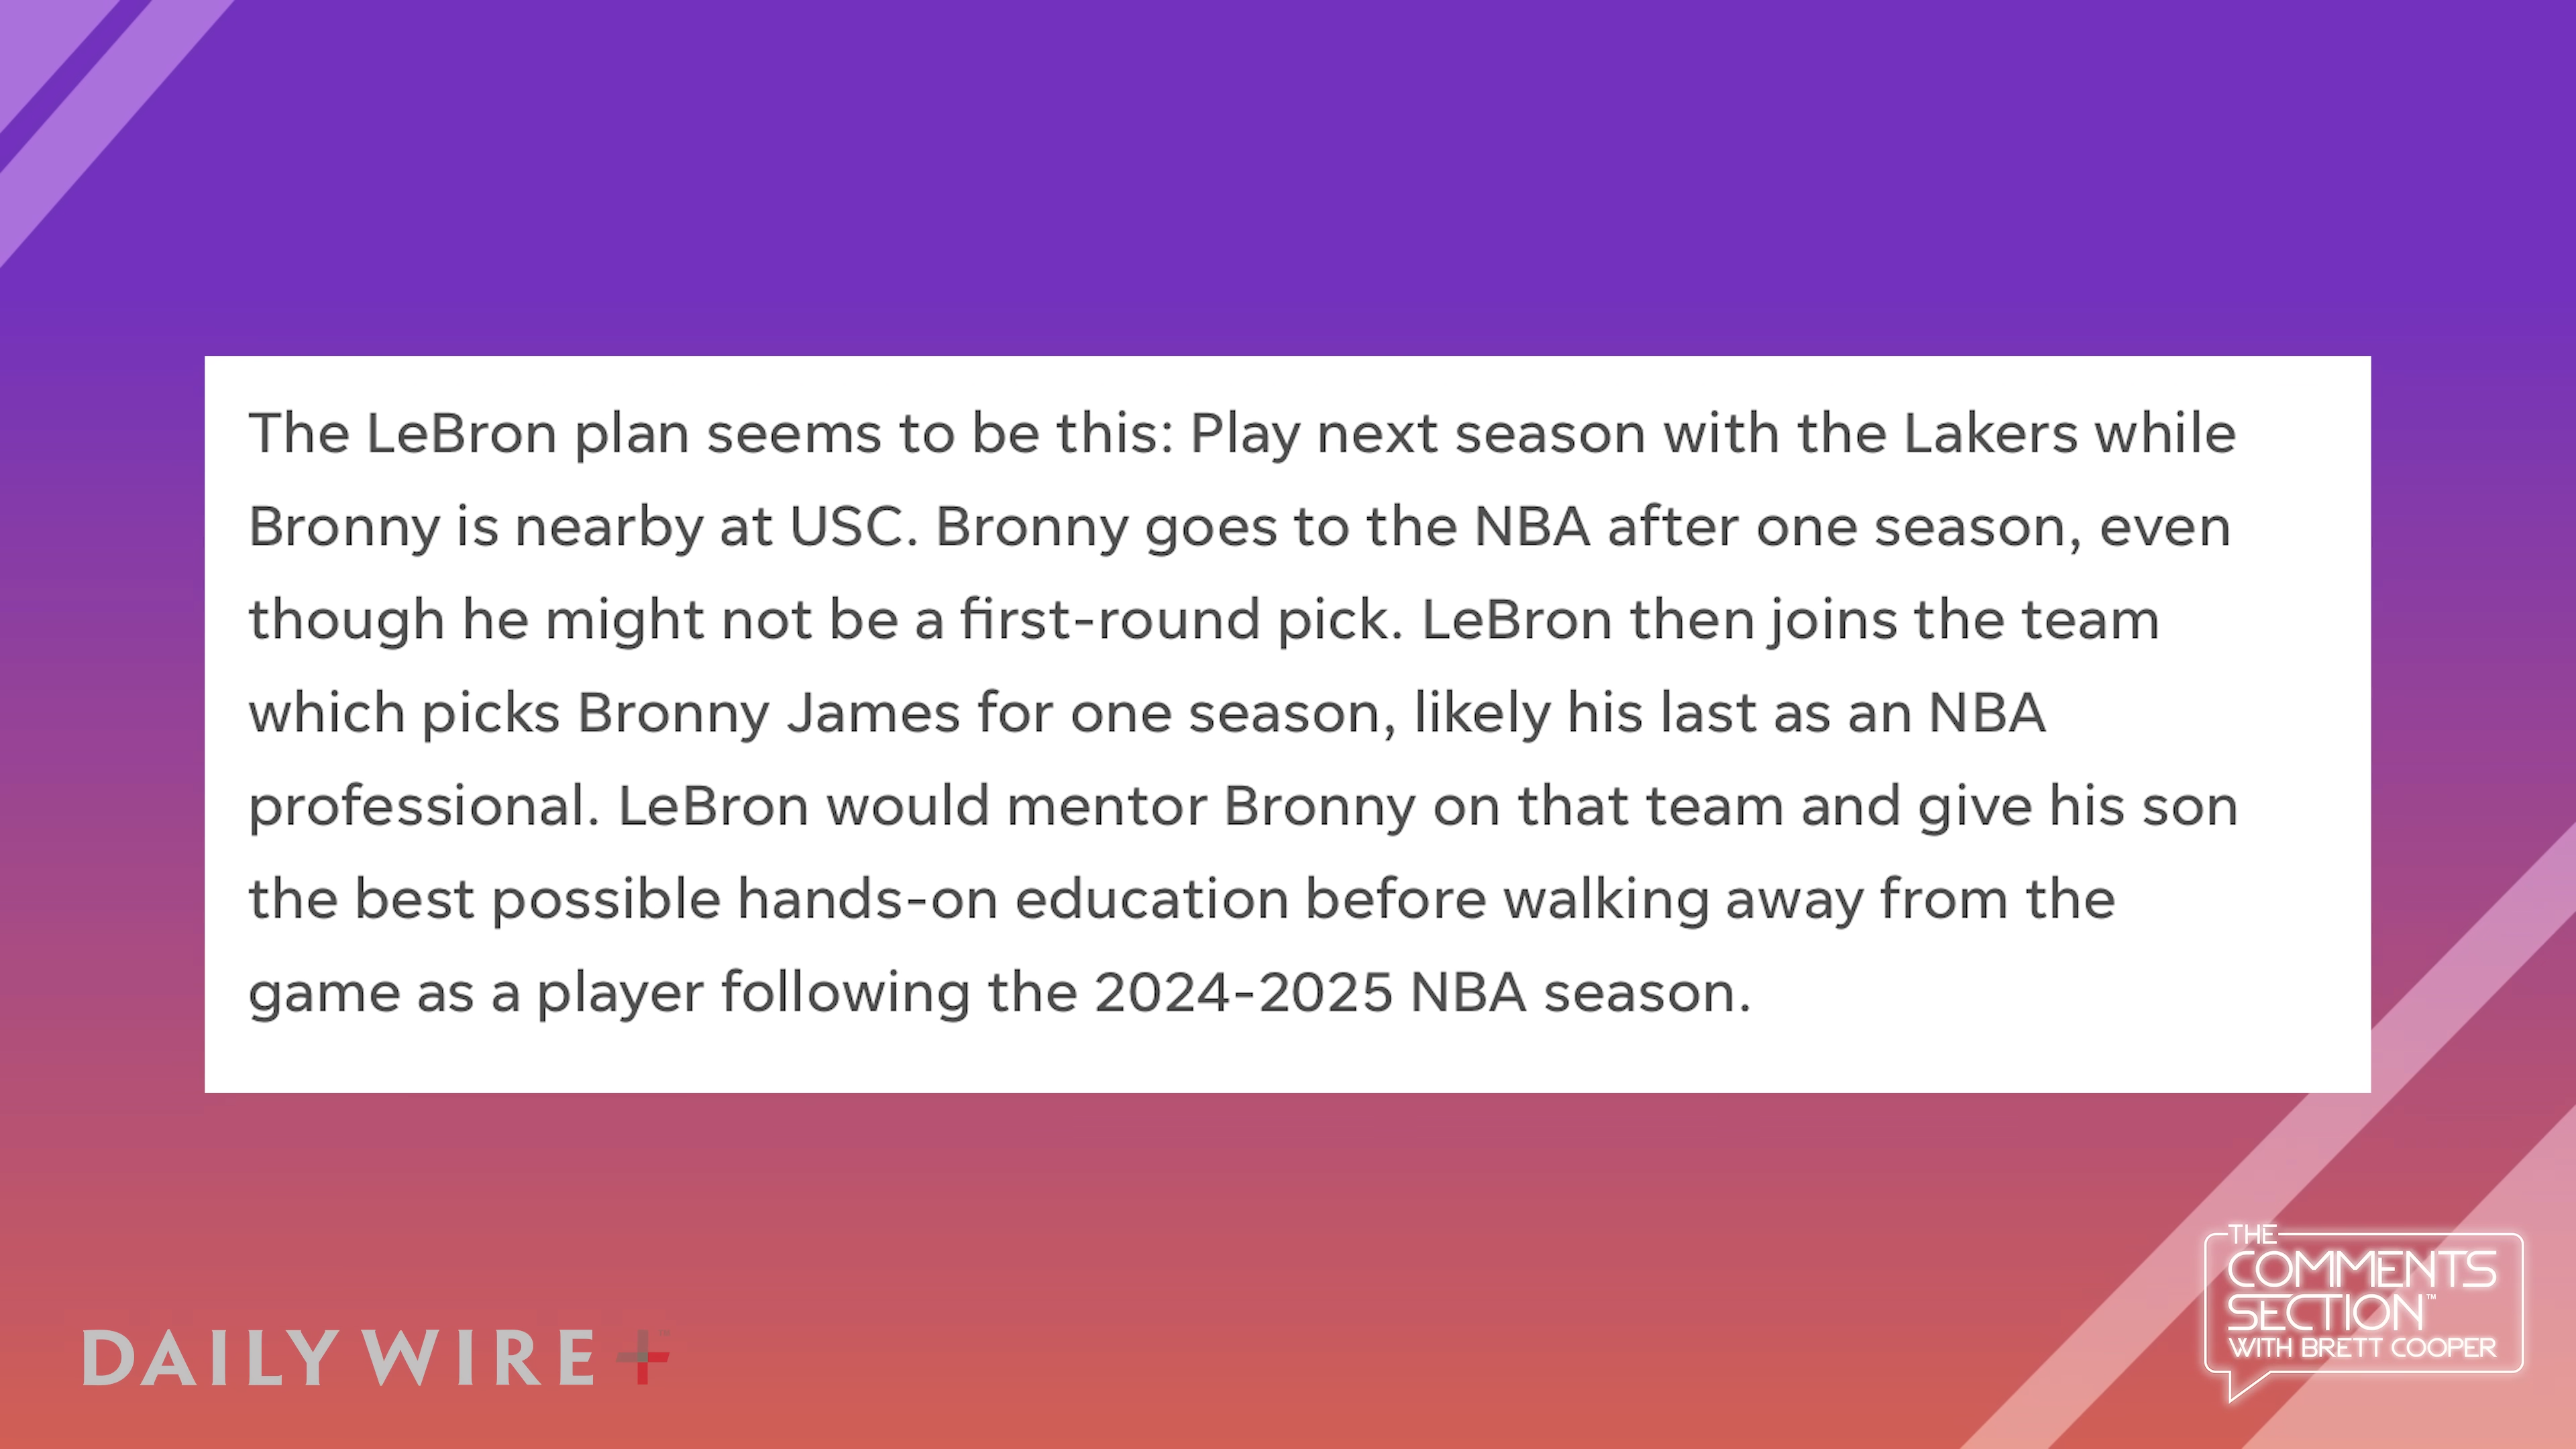 The LeBron plan seems to be this: Play next season with the Lakers while
Bronny is nearby at USC. Bronny goes to the NBA after one season, even
though he might not be a first-round pick. LeBron then joins the team
which picks Bronny James for one season, likely his last as an NBA
professional. LeBron would mentor Bronny on that team and give his son
the best possible hands-on education before walking away from the
game as a player following the 2024-2025 NBA season.
DAILY WIRE+
THE
COMMENTS
SECTION™
WITH BRETT COOPER